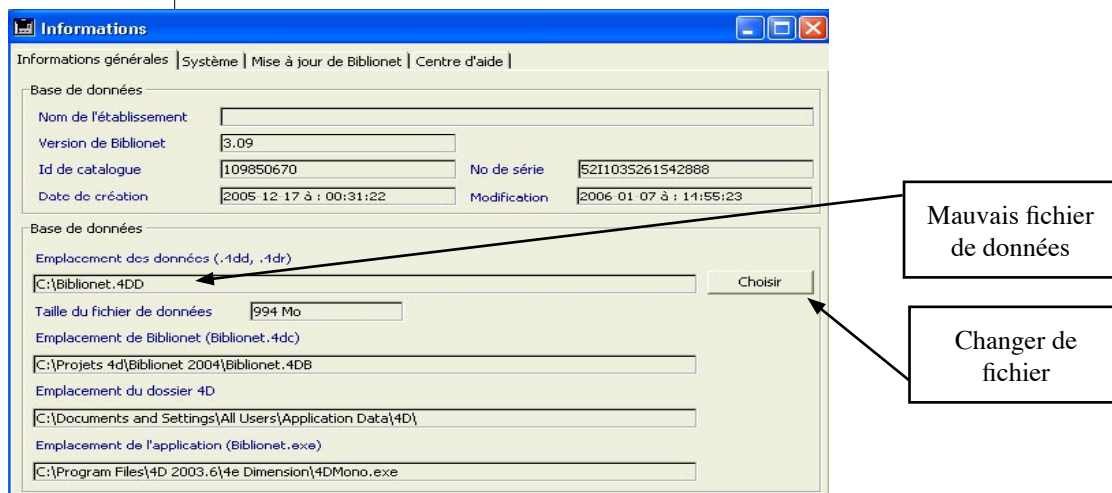 Informations
Informations générales Système Mise à jour de Biblionet Centre d'aide
Base de données
Nom de l'établissement
Version de Biblionet 3.09
Id de catalogue 109850670 No de série 52I103S261S42888
Date de création 2005-12-17 à : 00:31:22 Modification 2006-01-07 à : 14:55:23
Base de données
Mauvais fichier
de données
Emplacement des données (.4dd, .4dr)
C:\Biblionet.4DD Choisir
Taille du fichier de données 994 Mo
Emplacement de Biblionet (Biblionet.4dc)
C:\Projets 4d\Biblionet 2004\Biblionet.4DB
Changer de
fichier
Emplacement du dossier 4D
C:\Documents and Settings\All Users\Application Data\4D\
Emplacement de l'application (Biblionet.exe)
C:\Program Files\4D 2003.6\4e Dimension\4DMono.exe